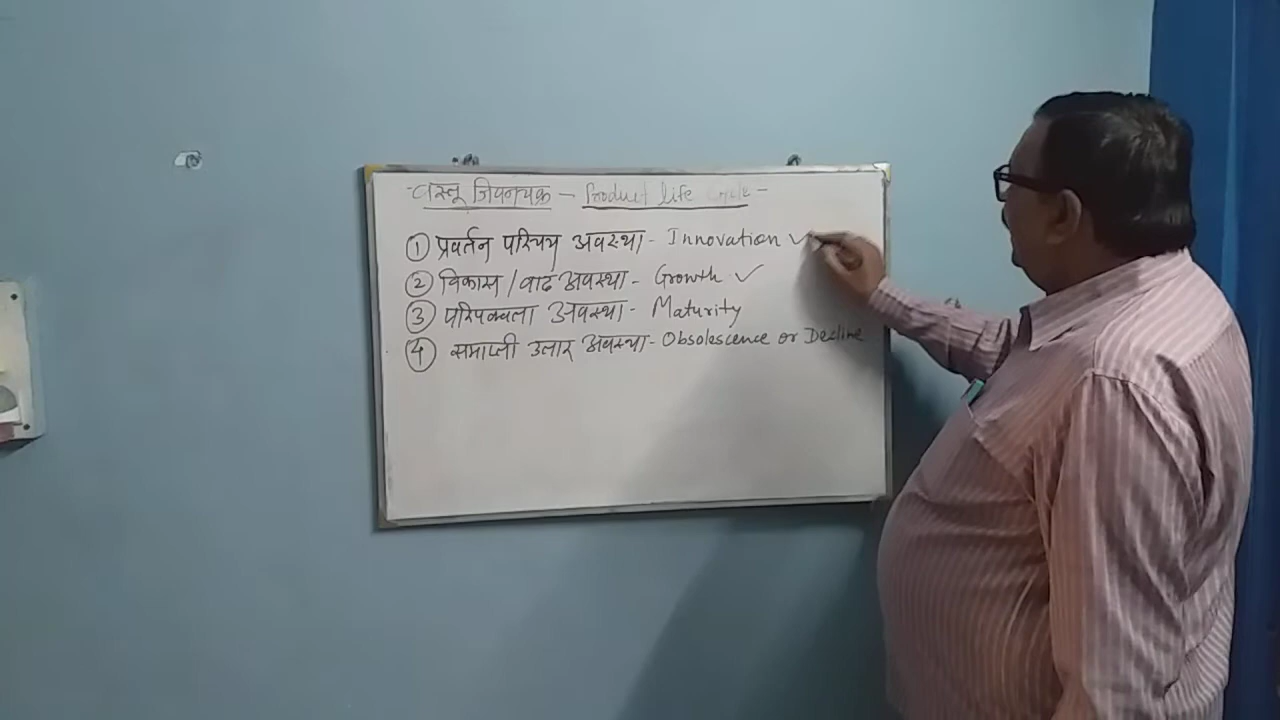 - वस्तू जिवनचक्र - Product life cycle -
① प्रवर्तन परिचय अवस्था - Innovation ✓
② विकास / वाढ अवस्था - Growth ✓
③ परिपक्वता अवस्था - Maturity
④ समाप्ती उतार अवस्था - Obsolescence or Decline